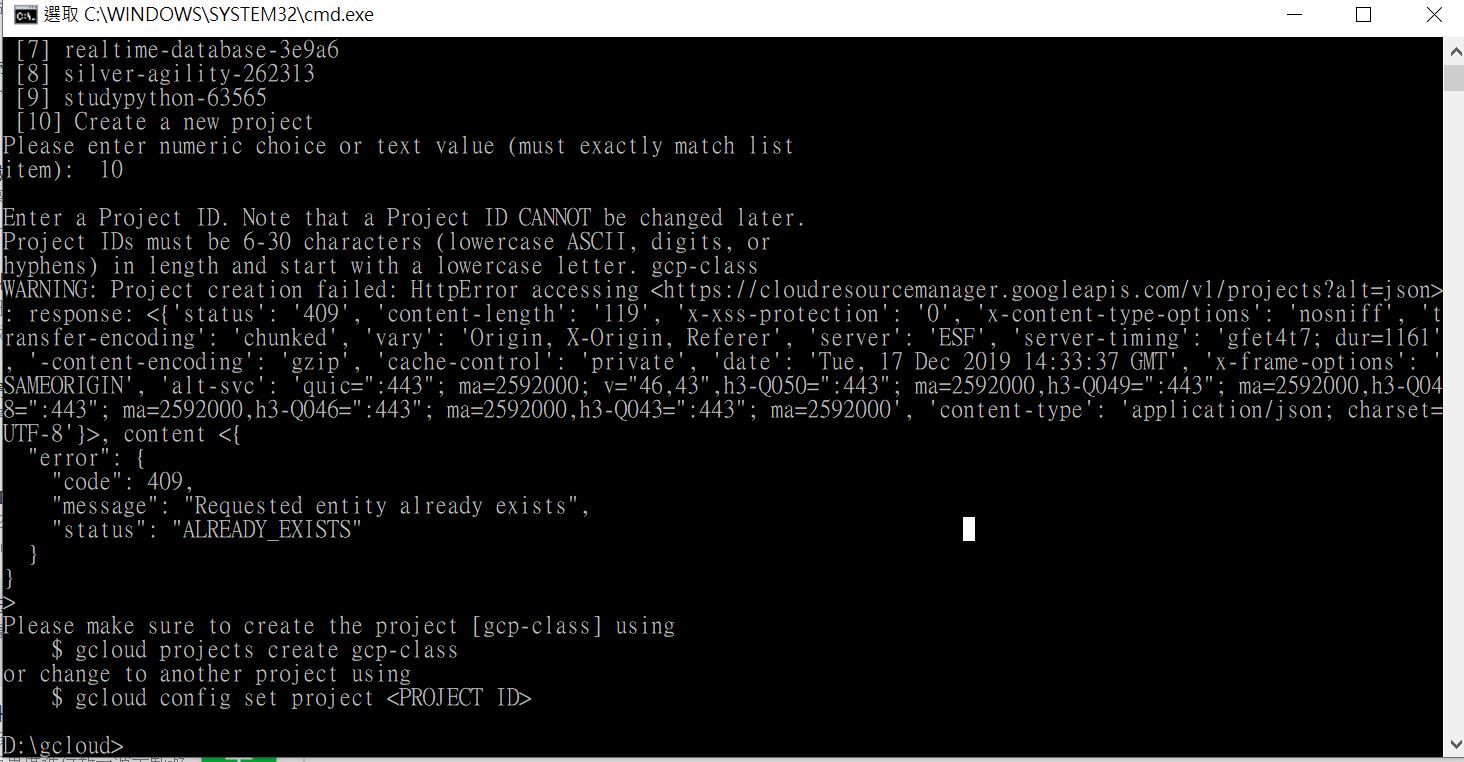 選取 C:\WINDOWS\SYSTEM32\cmd.exe
[7] realtime-database-3e9a6
[8] silver-agility-262313
[9] studypython-63565
[10] Create a new project
Please enter numeric choice or text value (must exactly match list
item):  10
Enter a Project ID. Note that a Project ID CANNOT be changed later.
Project IDs must be 6-30 characters (lowercase ASCII, digits, or
hyphens) in length and start with a lowercase letter. gcp-class
WARNING: Project creation failed: HttpError accessing <https://cloudresourcemanager.googleapis.com/v1/projects?alt=json>
: response: <{'status': '409', 'content-length': '119', 'x-xss-protection': '0', 'x-content-type-options': 'nosniff', 't
ransfer-encoding': 'chunked', 'vary': 'Origin, X-Origin, Referer', 'server': 'ESF', 'server-timing': 'gfet4t7; dur=1161'
, '-content-encoding': 'gzip', 'cache-control': 'private', 'date': 'Tue, 17 Dec 2019 14:33:37 GMT', 'x-frame-options': '
SAMEORIGIN', 'alt-svc': 'quic=":443"; ma=2592000; v="46,43",h3-Q050=":443"; ma=2592000,h3-Q049=":443"; ma=2592000,h3-Q04
8=":443"; ma=2592000,h3-Q046=":443"; ma=2592000,h3-Q043=":443"; ma=2592000', 'content-type': 'application/json; charset=
UTF-8'}>, content <{
"error": {
"code": 409,
"message": "Requested entity already exists",
"status": "ALREADY_EXISTS"
}
}
>
Please make sure to create the project [gcp-class] using
$ gcloud projects create gcp-class
or change to another project using
$ gcloud config set project <PROJECT ID>
D:\gcloud>